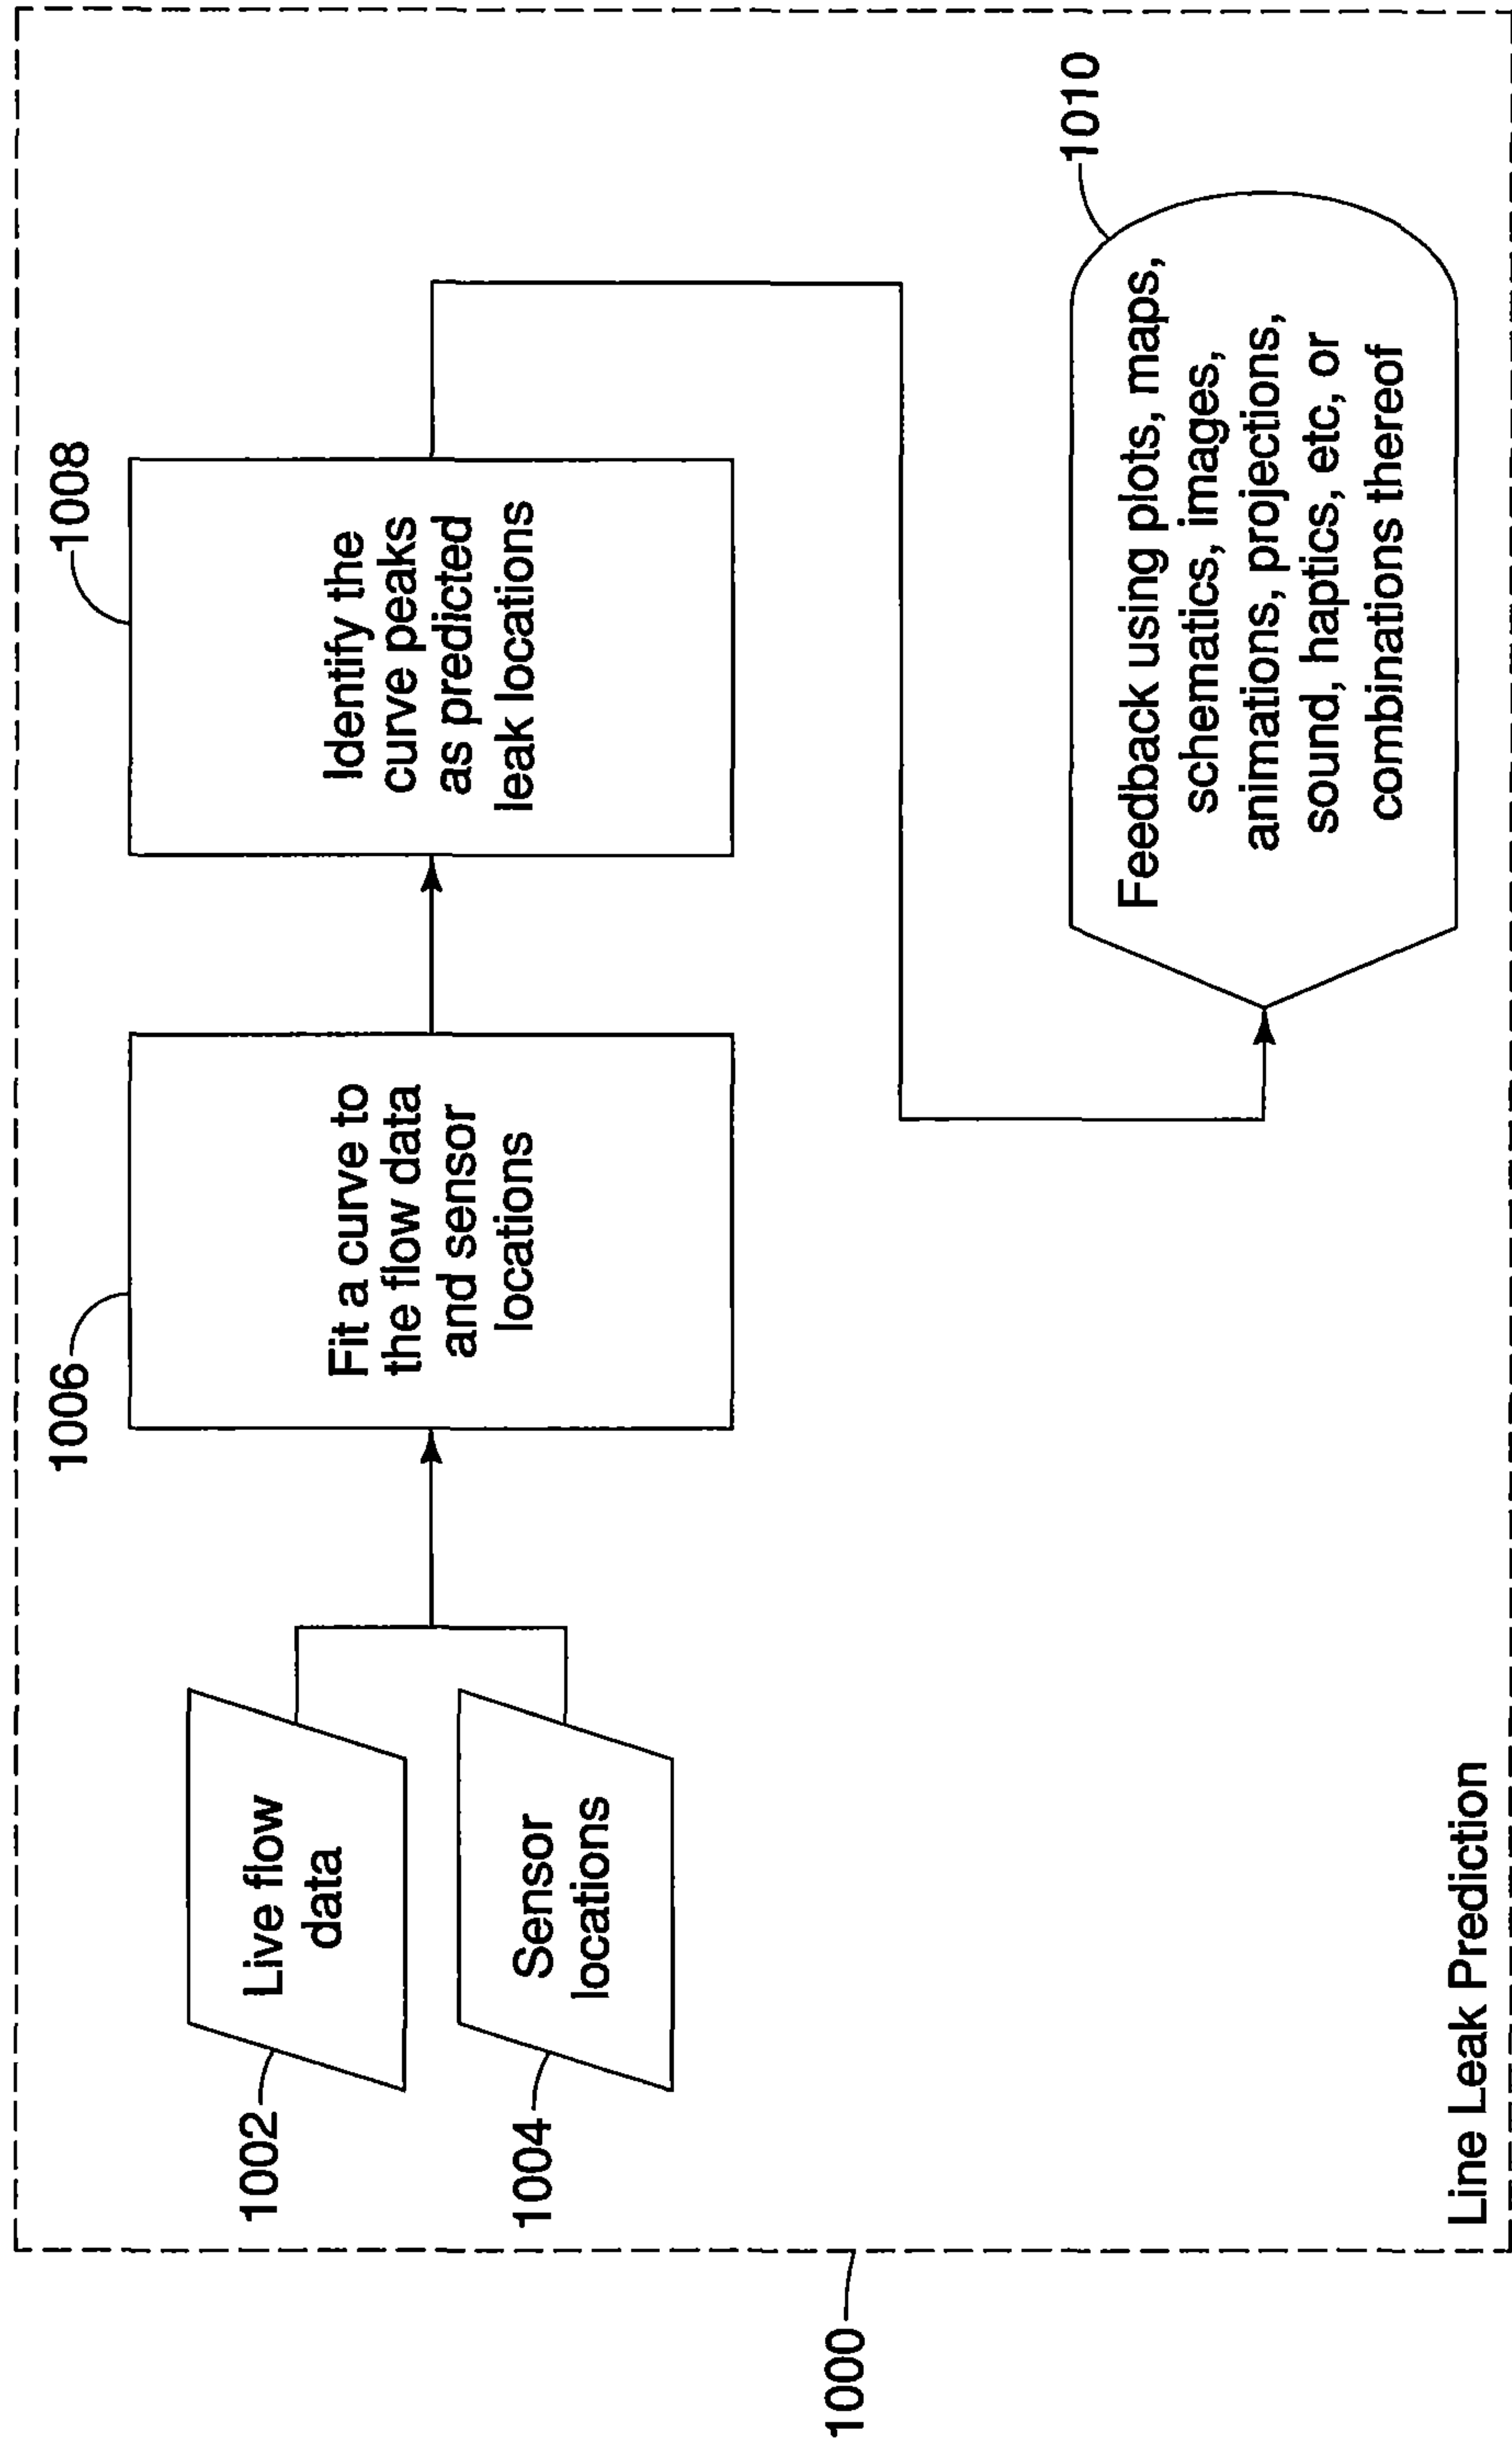 1002
Live flow
data
1004
Sensor
locations
1006
Fit a curve to
the flow data
and sensor
locations
1008
Identify the
curve peaks
as predicted
leak locations
1010
Feedback using plots, maps,
schematics, images,
animations, projections,
sound, haptics, etc, or
combinations thereof
1000
Line Leak Prediction